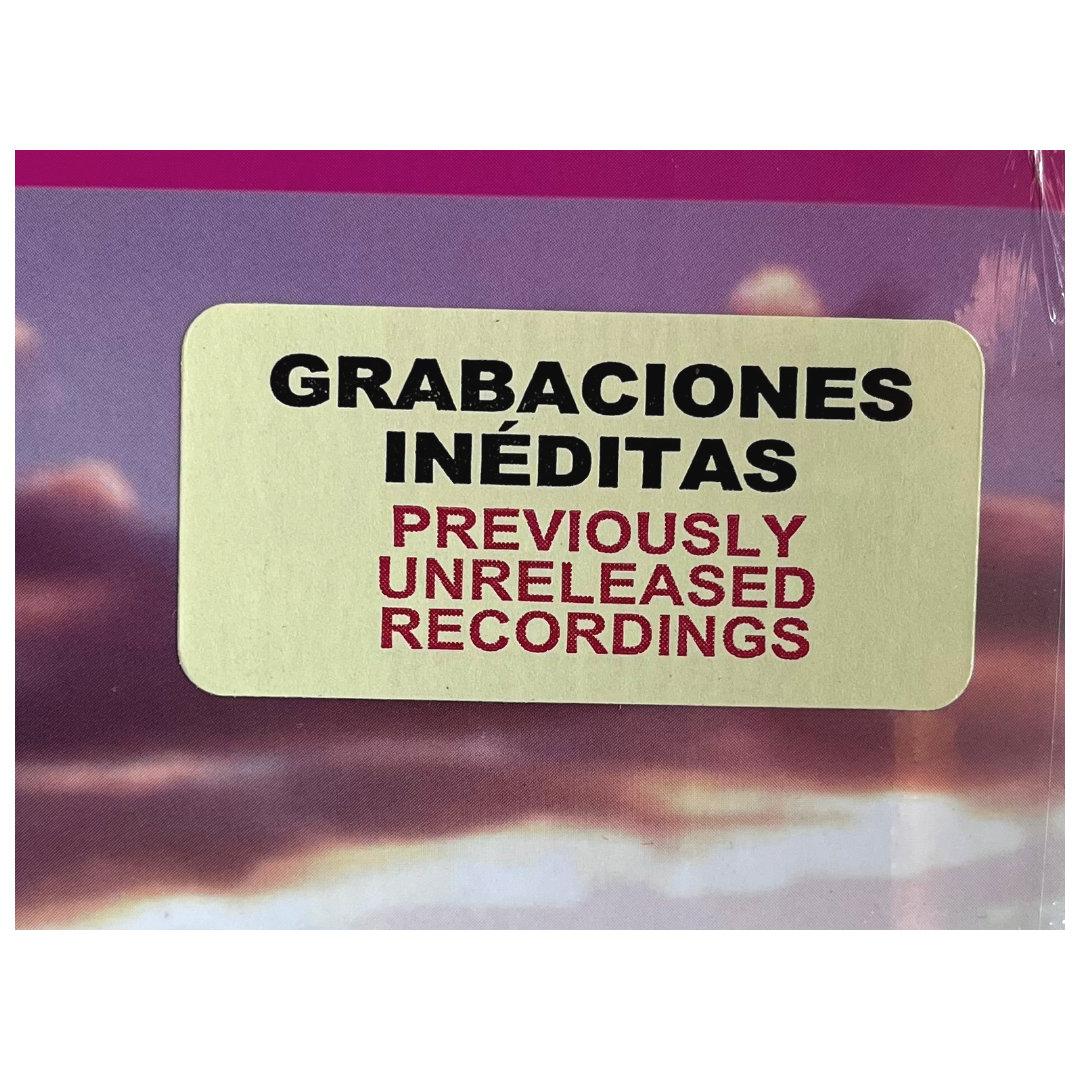 GRABACIONES
INÉDITAS
PREVIOUSLY
UNRELEASED
RECORDINGS